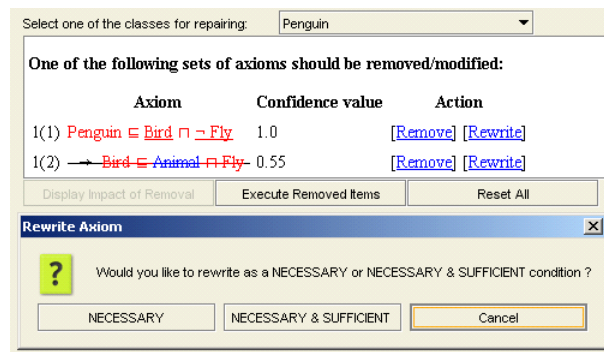 Select one of the classes for repairing: Penguin
One of the following sets of axioms should be removed/modified:
Axiom Confidence value Action
1(1) Penguin ⊑ Bird ⊓ ¬ Fly 1.0 [Remove] [Rewrite]
1(2) → Bird ⊑ Animal ⊓ Fly 0.55 [Remove] [Rewrite]
Display Impact of Removal Execute Removed Items Reset All
Rewrite Axiom
? Would you like to rewrite as a NECESSARY or NECESSARY & SUFFICIENT condition ?
NECESSARY NECESSARY & SUFFICIENT Cancel